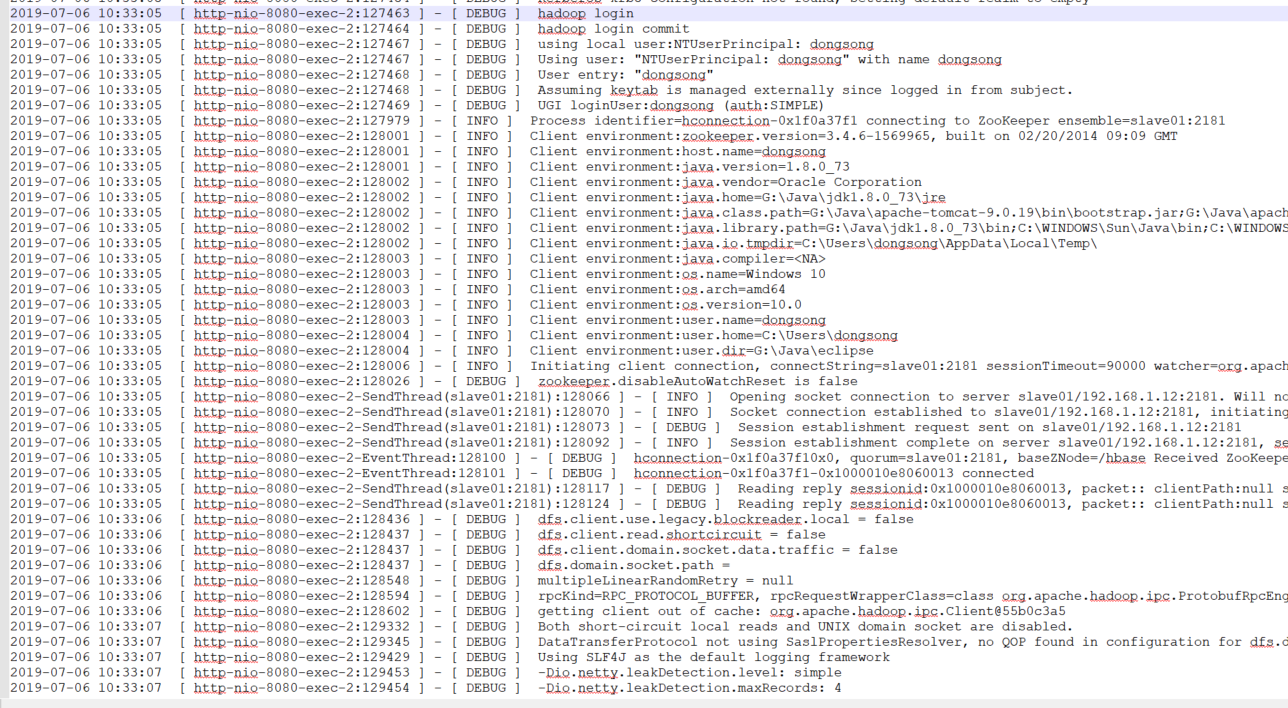 2019-07-06 10:33:05 [ http-nio-8080-exec-2:127463 ] - [ DEBUG ] hadoop login
2019-07-06 10:33:05 [ http-nio-8080-exec-2:127464 ] - [ DEBUG ] hadoop login commit
2019-07-06 10:33:05 [ http-nio-8080-exec-2:127467 ] - [ DEBUG ] using local user:NTUserPrincipal: dongsong
2019-07-06 10:33:05 [ http-nio-8080-exec-2:127467 ] - [ DEBUG ] Using user: "NTUserPrincipal: dongsong" with name dongsong
2019-07-06 10:33:05 [ http-nio-8080-exec-2:127468 ] - [ DEBUG ] User entry: "dongsong"
2019-07-06 10:33:05 [ http-nio-8080-exec-2:127468 ] - [ DEBUG ] Assuming keytab is managed externally since logged in from subject.
2019-07-06 10:33:05 [ http-nio-8080-exec-2:127469 ] - [ DEBUG ] UGI loginUser:dongsong (auth:SIMPLE)
2019-07-06 10:33:05 [ http-nio-8080-exec-2:127979 ] - [ INFO ] Process identifier=hconnection-0x1f0a37f1 connecting to ZooKeeper ensemble=slave01:2181
2019-07-06 10:33:05 [ http-nio-8080-exec-2:128001 ] - [ INFO ] Client environment:zookeeper.version=3.4.6-1569965, built on 02/20/2014 09:09 GMT
2019-07-06 10:33:05 [ http-nio-8080-exec-2:128001 ] - [ INFO ] Client environment:host.name=dongsong
2019-07-06 10:33:05 [ http-nio-8080-exec-2:128001 ] - [ INFO ] Client environment:java.version=1.8.0_73
2019-07-06 10:33:05 [ http-nio-8080-exec-2:128002 ] - [ INFO ] Client environment:java.vendor=Oracle Corporation
2019-07-06 10:33:05 [ http-nio-8080-exec-2:128002 ] - [ INFO ] Client environment:java.home=G:\Java\jdk1.8.0_73\jre
2019-07-06 10:33:05 [ http-nio-8080-exec-2:128002 ] - [ INFO ] Client environment:java.class.path=G:\Java\apache-tomcat-9.0.19\bin\bootstrap.jar;G:\Java\apach
2019-07-06 10:33:05 [ http-nio-8080-exec-2:128002 ] - [ INFO ] Client environment:java.library.path=G:\Java\jdk1.8.0_73\bin;C:\WINDOWS\Sun\Java\bin;C:\WINDOWS
2019-07-06 10:33:05 [ http-nio-8080-exec-2:128002 ] - [ INFO ] Client environment:java.io.tmpdir=C:\Users\dongsong\AppData\Local\Temp\
2019-07-06 10:33:05 [ http-nio-8080-exec-2:128003 ] - [ INFO ] Client environment:java.compiler=<NA>
2019-07-06 10:33:05 [ http-nio-8080-exec-2:128003 ] - [ INFO ] Client environment:os.name=Windows 10
2019-07-06 10:33:05 [ http-nio-8080-exec-2:128003 ] - [ INFO ] Client environment:os.arch=amd64
2019-07-06 10:33:05 [ http-nio-8080-exec-2:128003 ] - [ INFO ] Client environment:os.version=10.0
2019-07-06 10:33:05 [ http-nio-8080-exec-2:128003 ] - [ INFO ] Client environment:user.name=dongsong
2019-07-06 10:33:05 [ http-nio-8080-exec-2:128004 ] - [ INFO ] Client environment:user.home=C:\Users\dongsong
2019-07-06 10:33:05 [ http-nio-8080-exec-2:128004 ] - [ INFO ] Client environment:user.dir=G:\Java\eclipse
2019-07-06 10:33:05 [ http-nio-8080-exec-2:128006 ] - [ INFO ] Initiating client connection, connectString=slave01:2181 sessionTimeout=90000 watcher=org.apach
2019-07-06 10:33:05 [ http-nio-8080-exec-2:128026 ] - [ DEBUG ] zookeeper.disableAutoWatchReset is false
2019-07-06 10:33:05 [ http-nio-8080-exec-2-SendThread(slave01:2181):128066 ] - [ INFO ] Opening socket connection to server slave01/192.168.1.12:2181. Will no
2019-07-06 10:33:05 [ http-nio-8080-exec-2-SendThread(slave01:2181):128070 ] - [ INFO ] Socket connection established to slave01/192.168.1.12:2181, initiating
2019-07-06 10:33:05 [ http-nio-8080-exec-2-SendThread(slave01:2181):128073 ] - [ DEBUG ] Session establishment request sent on slave01/192.168.1.12:2181
2019-07-06 10:33:05 [ http-nio-8080-exec-2-SendThread(slave01:2181):128092 ] - [ INFO ] Session establishment complete on server slave01/192.168.1.12:2181, se
2019-07-06 10:33:05 [ http-nio-8080-exec-2-EventThread:128100 ] - [ DEBUG ] hconnection-0x1f0a37f10x0, quorum=slave01:2181, baseZNode=/hbase Received ZooKeepe
2019-07-06 10:33:05 [ http-nio-8080-exec-2-EventThread:128101 ] - [ DEBUG ] hconnection-0x1f0a37f1-0x1000010e8060013 connected
2019-07-06 10:33:05 [ http-nio-8080-exec-2-SendThread(slave01:2181):128117 ] - [ DEBUG ] Reading reply sessionid:0x1000010e8060013, packet:: clientPath:null s
2019-07-06 10:33:05 [ http-nio-8080-exec-2-SendThread(slave01:2181):128124 ] - [ DEBUG ] Reading reply sessionid:0x1000010e8060013, packet:: clientPath:null s
2019-07-06 10:33:06 [ http-nio-8080-exec-2:128436 ] - [ DEBUG ] dfs.client.use.legacy.blockreader.local = false
2019-07-06 10:33:06 [ http-nio-8080-exec-2:128437 ] - [ DEBUG ] dfs.client.read.shortcircuit = false
2019-07-06 10:33:06 [ http-nio-8080-exec-2:128437 ] - [ DEBUG ] dfs.client.domain.socket.data.traffic = false
2019-07-06 10:33:06 [ http-nio-8080-exec-2:128437 ] - [ DEBUG ] dfs.domain.socket.path =
2019-07-06 10:33:06 [ http-nio-8080-exec-2:128548 ] - [ DEBUG ] multipleLinearRandomRetry = null
2019-07-06 10:33:06 [ http-nio-8080-exec-2:128594 ] - [ DEBUG ] rpcKind=RPC_PROTOCOL_BUFFER, rpcRequestWrapperClass=class org.apache.hadoop.ipc.ProtobufRpcEng
2019-07-06 10:33:06 [ http-nio-8080-exec-2:128602 ] - [ DEBUG ] getting client out of cache: org.apache.hadoop.ipc.Client@55b0c3a5
2019-07-06 10:33:07 [ http-nio-8080-exec-2:129332 ] - [ DEBUG ] Both short-circuit local reads and UNIX domain socket are disabled.
2019-07-06 10:33:07 [ http-nio-8080-exec-2:129345 ] - [ DEBUG ] DataTransferProtocol not using SaslPropertiesResolver, no QOP found in configuration for dfs.d
2019-07-06 10:33:07 [ http-nio-8080-exec-2:129429 ] - [ DEBUG ] Using SLF4J as the default logging framework
2019-07-06 10:33:07 [ http-nio-8080-exec-2:129453 ] - [ DEBUG ] -Dio.netty.leakDetection.level: simple
2019-07-06 10:33:07 [ http-nio-8080-exec-2:129454 ] - [ DEBUG ] -Dio.netty.leakDetection.maxRecords: 4